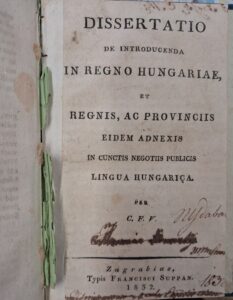 DISSERTATIO
DE INTRODUCENDA
IN REGNO HUNGARIAE,
ET
REGNIS, AC PROVINCIIS
EIDEM ADNEXIS
IN CUNCTIS NEGOTIIS PUBLICIS
LINGUA HUNGARICA.
PER
C. F. V.
Zagrabiae,
Typis Francisci Suppan.
1832.